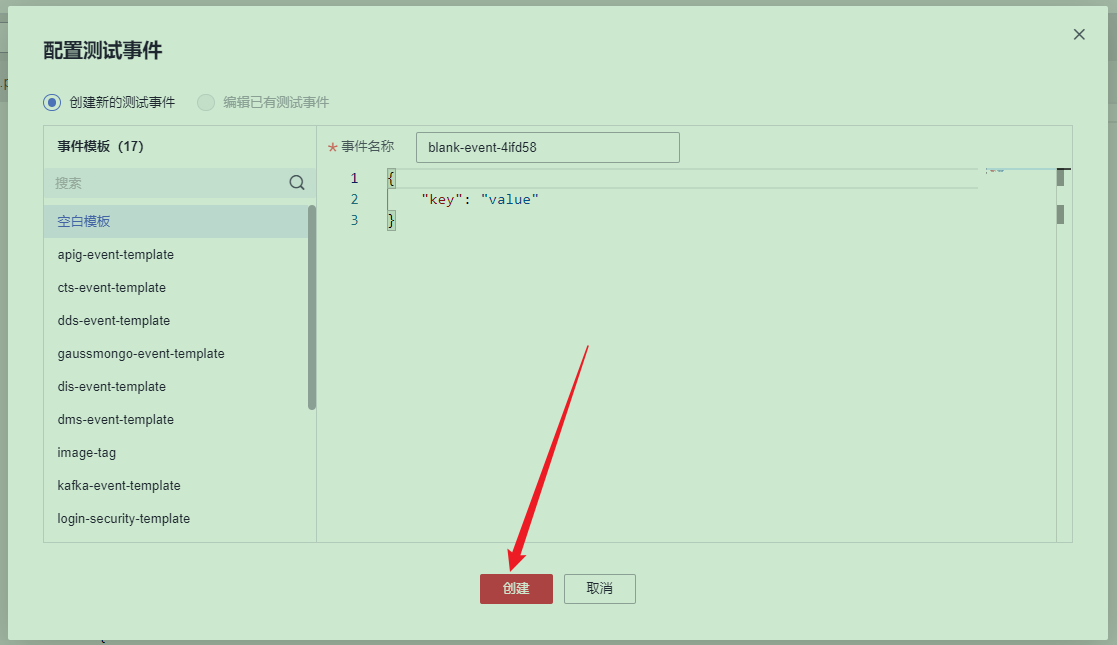 配置测试事件
创建新的测试事件 编辑已有测试事件
事件模板（17）
搜索
空白模板
apig-event-template
cts-event-template
dds-event-template
gaussmongo-event-template
dis-event-template
dms-event-template
image-tag
kafka-event-template
login-security-template
* 事件名称 blank-event-4ifd58
1 {
2 "key": "value"
3 }
创建 取消